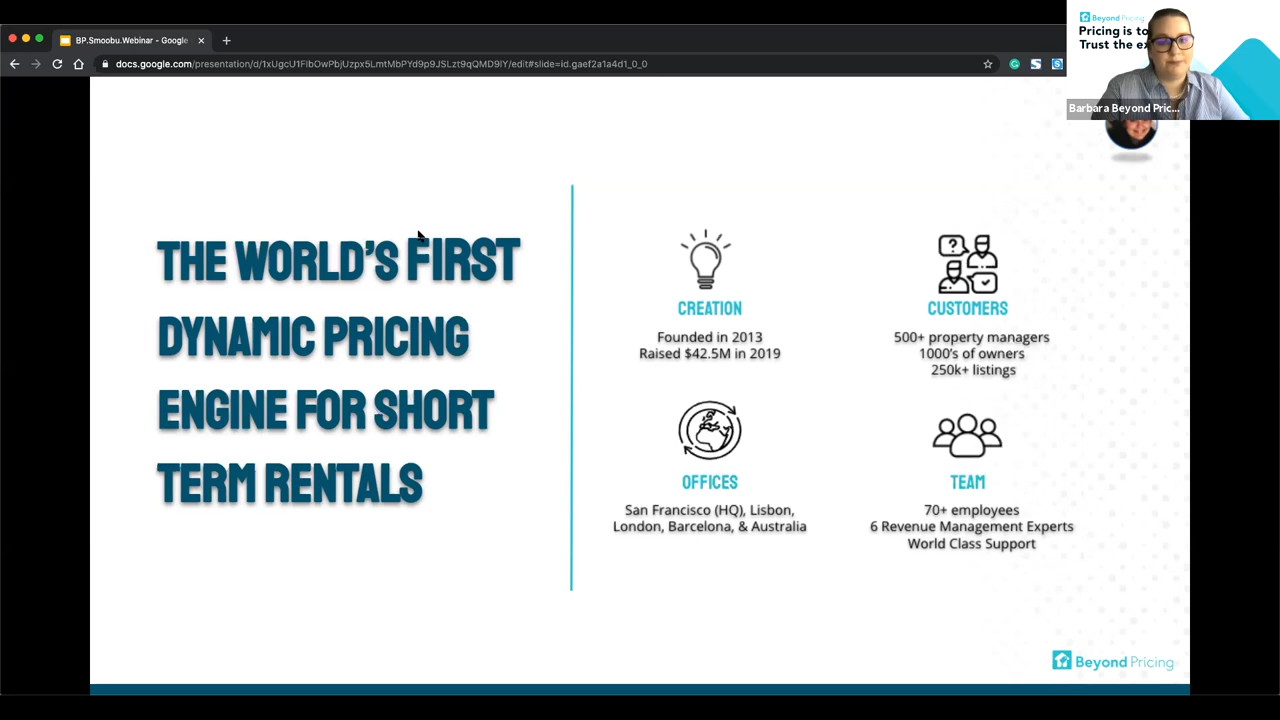 BP.Smoobu.Webinar - Google
docs.google.com/presentation/d/1xUgcU1FlbOwPbjUzpx5LmtMbPYd9p9JSLzt9qQMD9lY/edit#slide=id.gaef2a1a4d1_0_0
Beyond Pricing
Pricing is to
Trust the ex
Barbara Beyond Pric...
THE WORLD'S FIRST
DYNAMIC PRICING
ENGINE FOR SHORT
TERM RENTALS
CREATION
Founded in 2013
Raised $42.5M in 2019
CUSTOMERS
500+ property managers
1000's of owners
250k+ listings
OFFICES
San Francisco (HQ), Lisbon,
London, Barcelona, & Australia
TEAM
70+ employees
6 Revenue Management Experts
World Class Support
Beyond Pricing